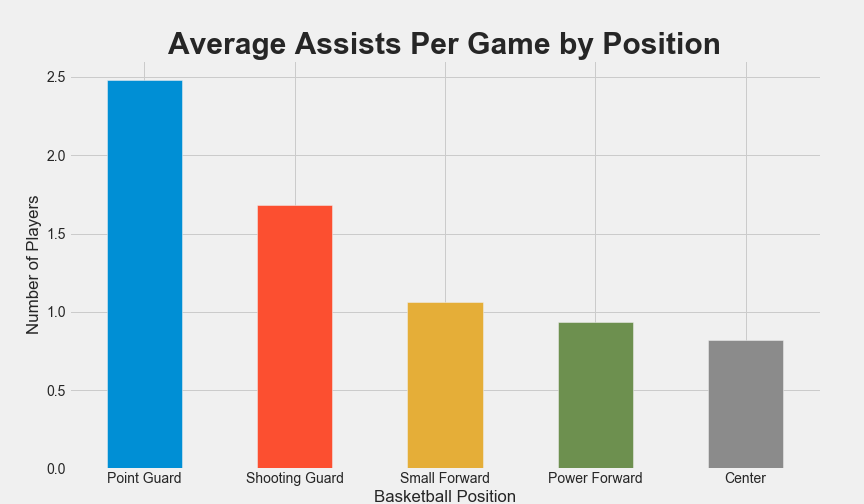 Average Assists Per Game by Position
Number of Players
2.5
2.0
1.5
1.0
0.5
0.0
Point Guard Shooting Guard Small Forward Power Forward Center
Basketball Position